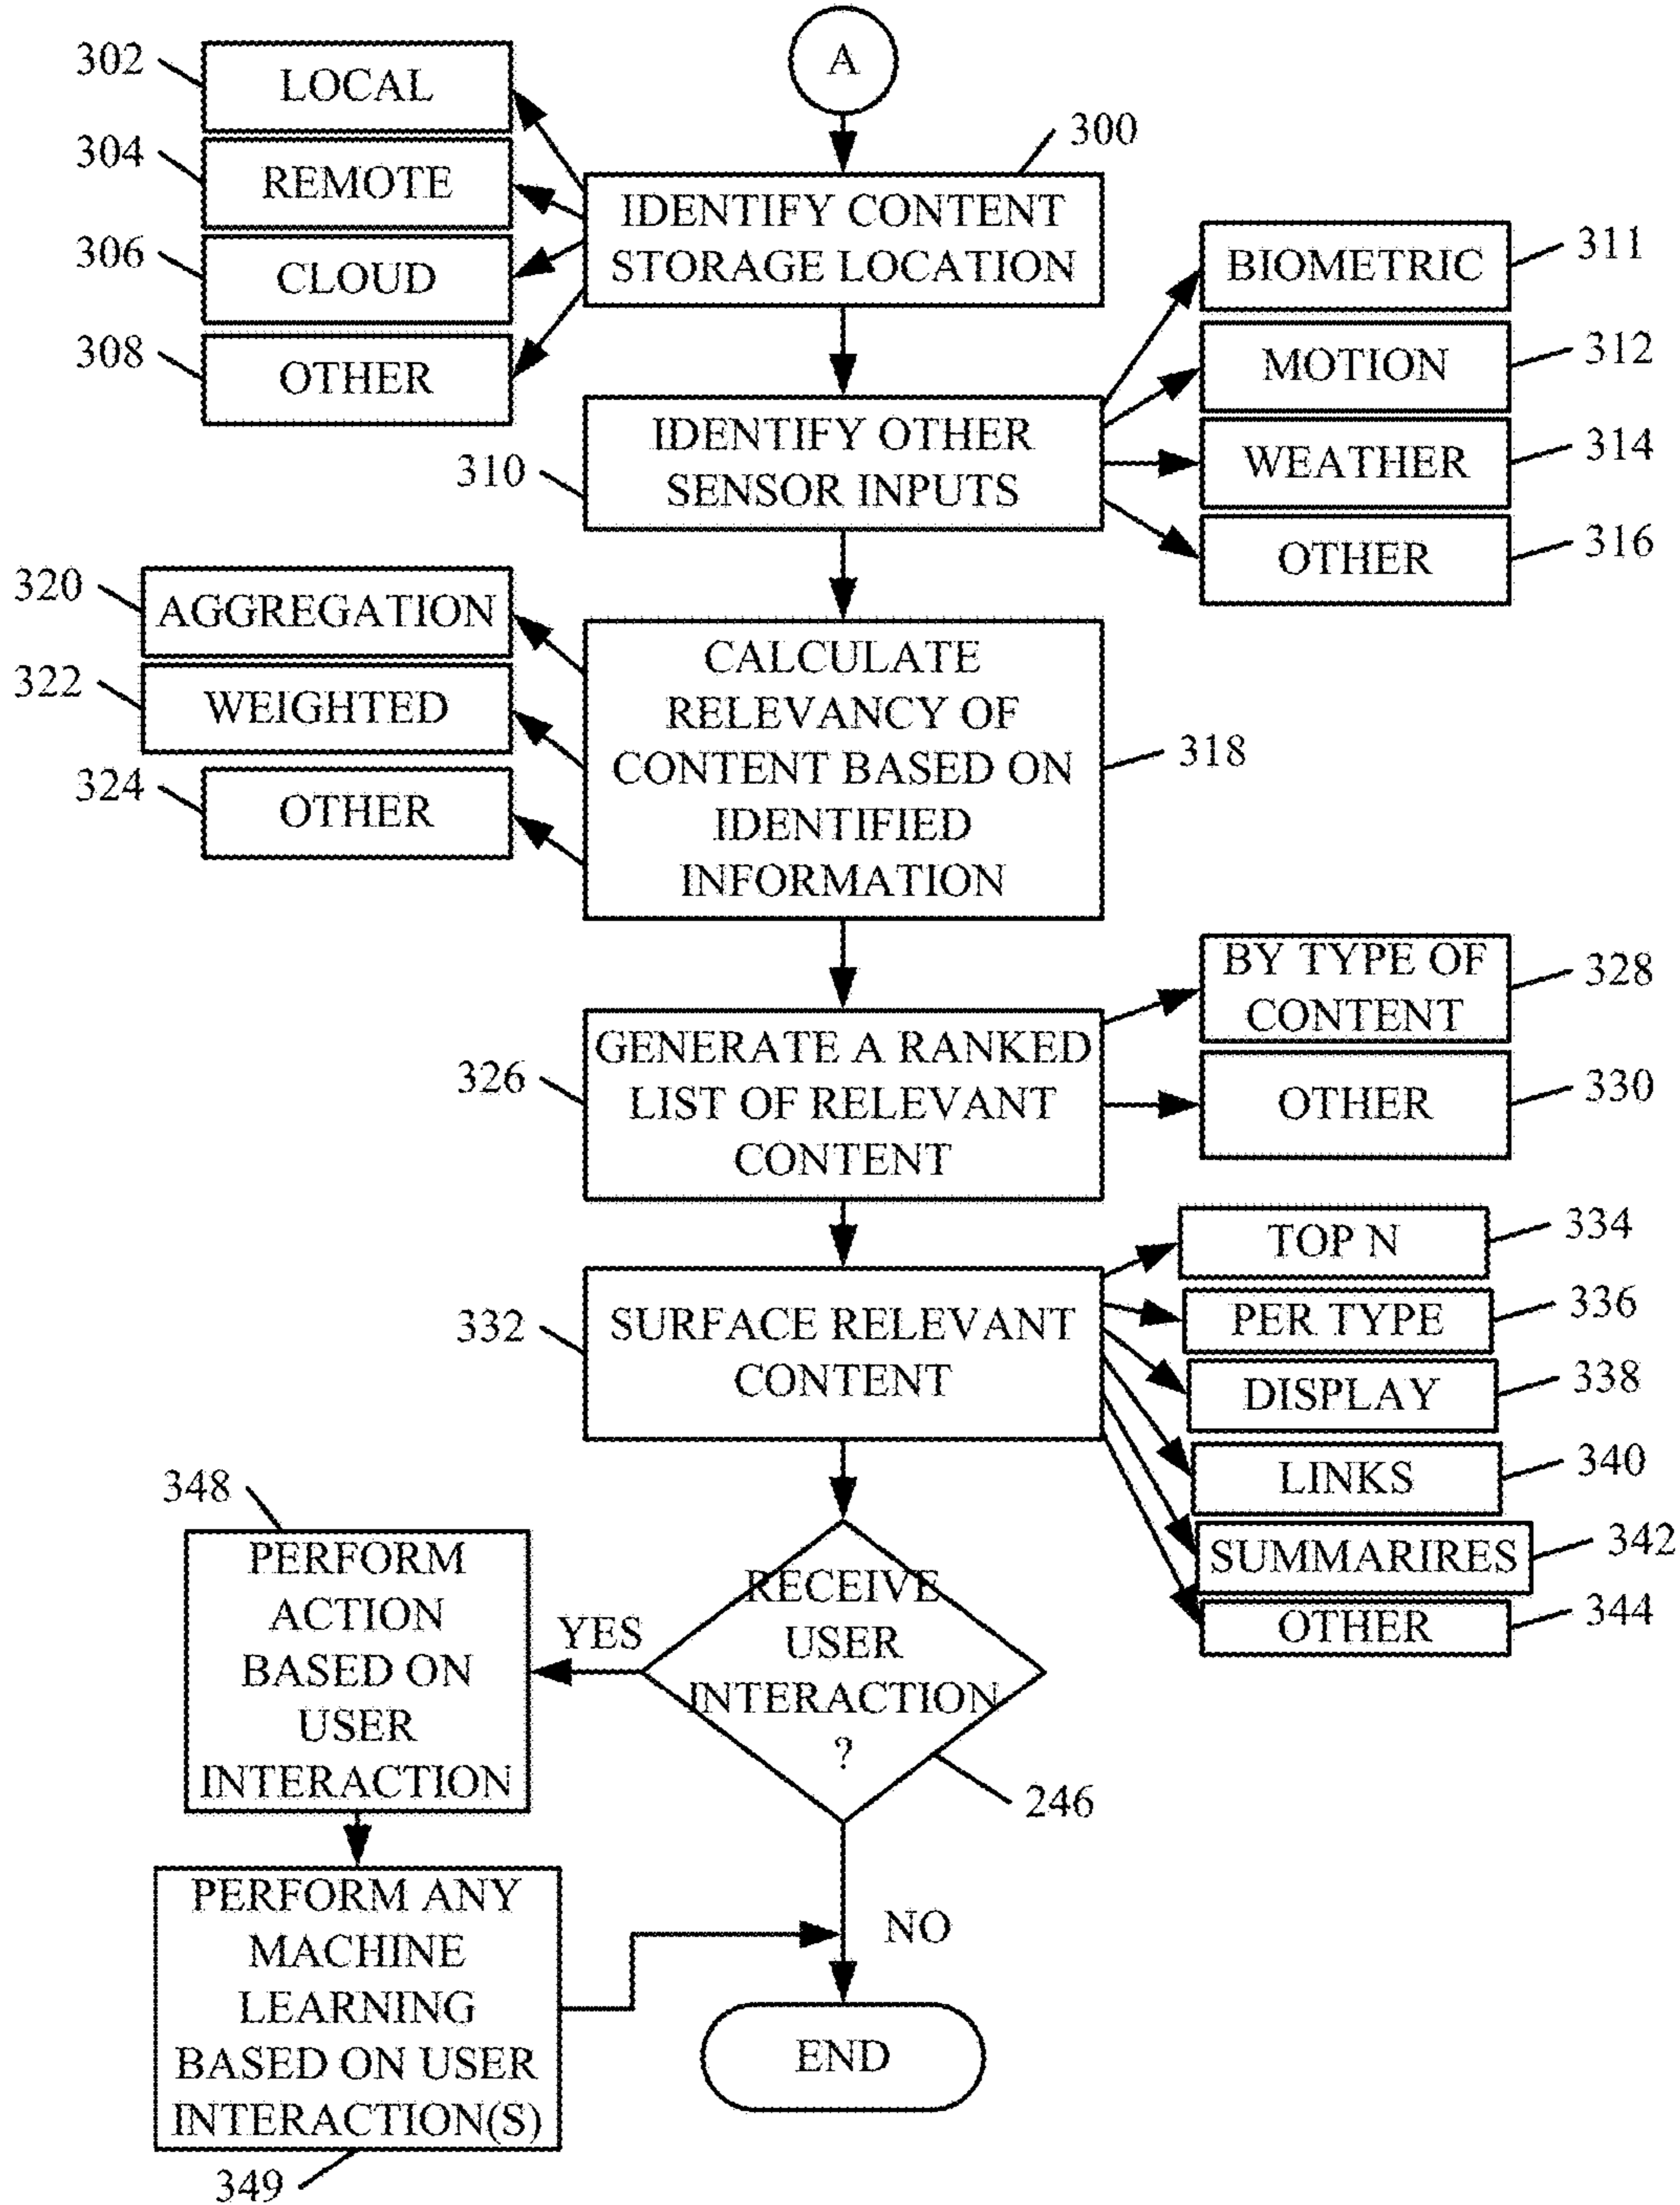 A
302
LOCAL
300
304
REMOTE
IDENTIFY CONTENT
STORAGE LOCATION
306
CLOUD
BIOMETRIC
311
308
OTHER
MOTION
312
310
IDENTIFY OTHER
SENSOR INPUTS
WEATHER
314
OTHER
316
320
AGGREGATION
322
WEIGHTED
324
OTHER
CALCULATE
RELEVANCY OF
CONTENT BASED ON
IDENTIFIED
INFORMATION
318
BY TYPE OF
CONTENT
328
326
GENERATE A RANKED
LIST OF RELEVANT
CONTENT
OTHER
330
TOP N
334
332
SURFACE RELEVANT
CONTENT
PER TYPE
336
DISPLAY
338
LINKS
340
SUMMARIRES
342
OTHER
344
348
PERFORM
ACTION
BASED ON
USER
INTERACTION
YES
RECEIVE
USER
INTERACTION
?
246
PERFORM ANY
MACHINE
LEARNING
BASED ON USER
INTERACTION(S)
349
NO
END